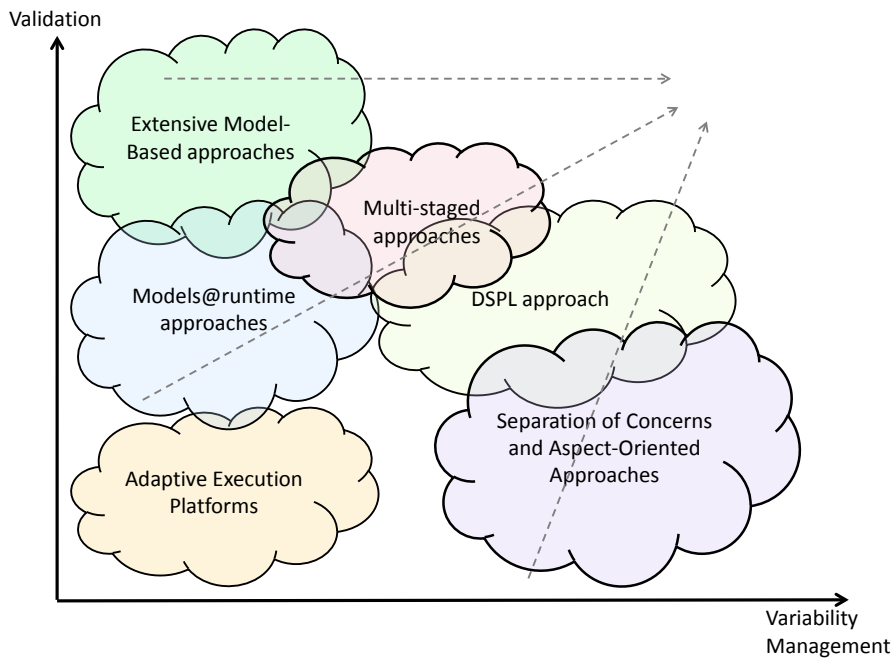 Validation
Extensive Model-
Based approaches
Multi-staged
approaches
Models@runtime
approaches
DSPL approach
Separation of Concerns
and Aspect-Oriented
Approaches
Adaptive Execution
Platforms
Variability
Management